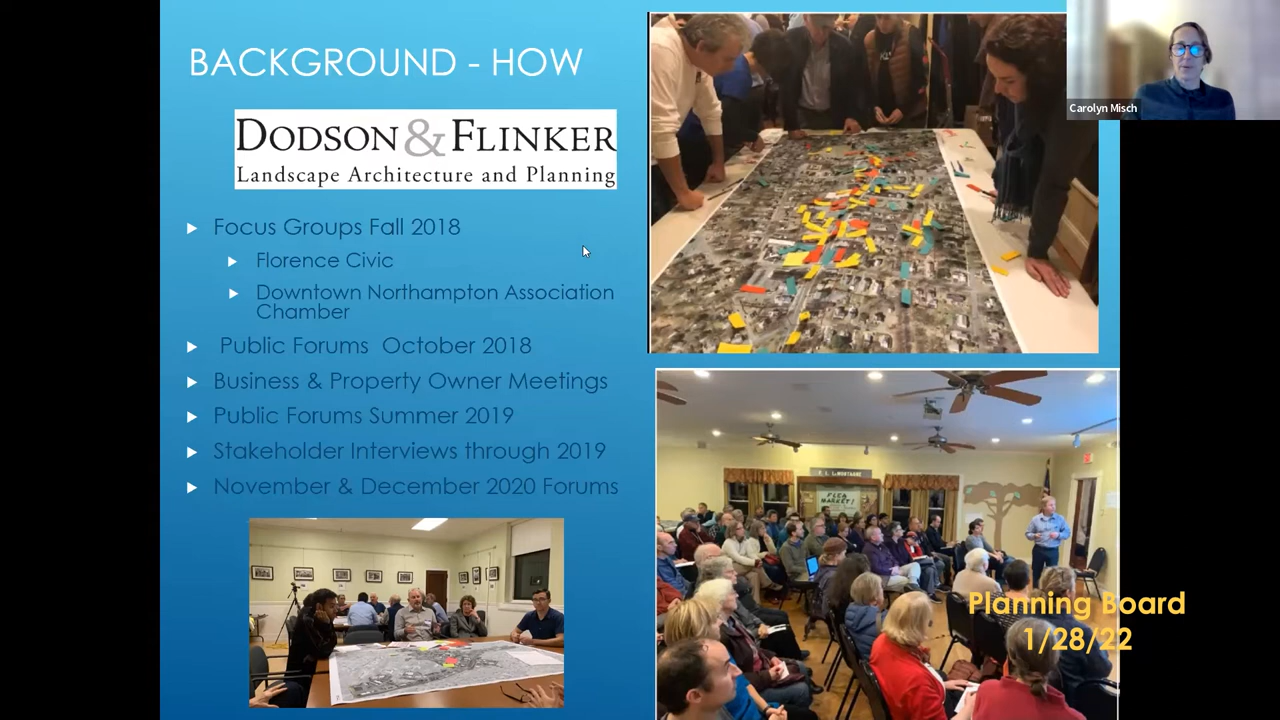 BACKGROUND - HOW
DODSON & FLINKER
Landscape Architecture and Planning
Focus Groups Fall 2018
Florence Civic
Downtown Northampton Association
Chamber
Public Forums October 2018
Business & Property Owner Meetings
Public Forums Summer 2019
Stakeholder Interviews through 2019
November & December 2020 Forums
Carolyn Misch
FLEA
MARKET!
Planning Board
1/28/22